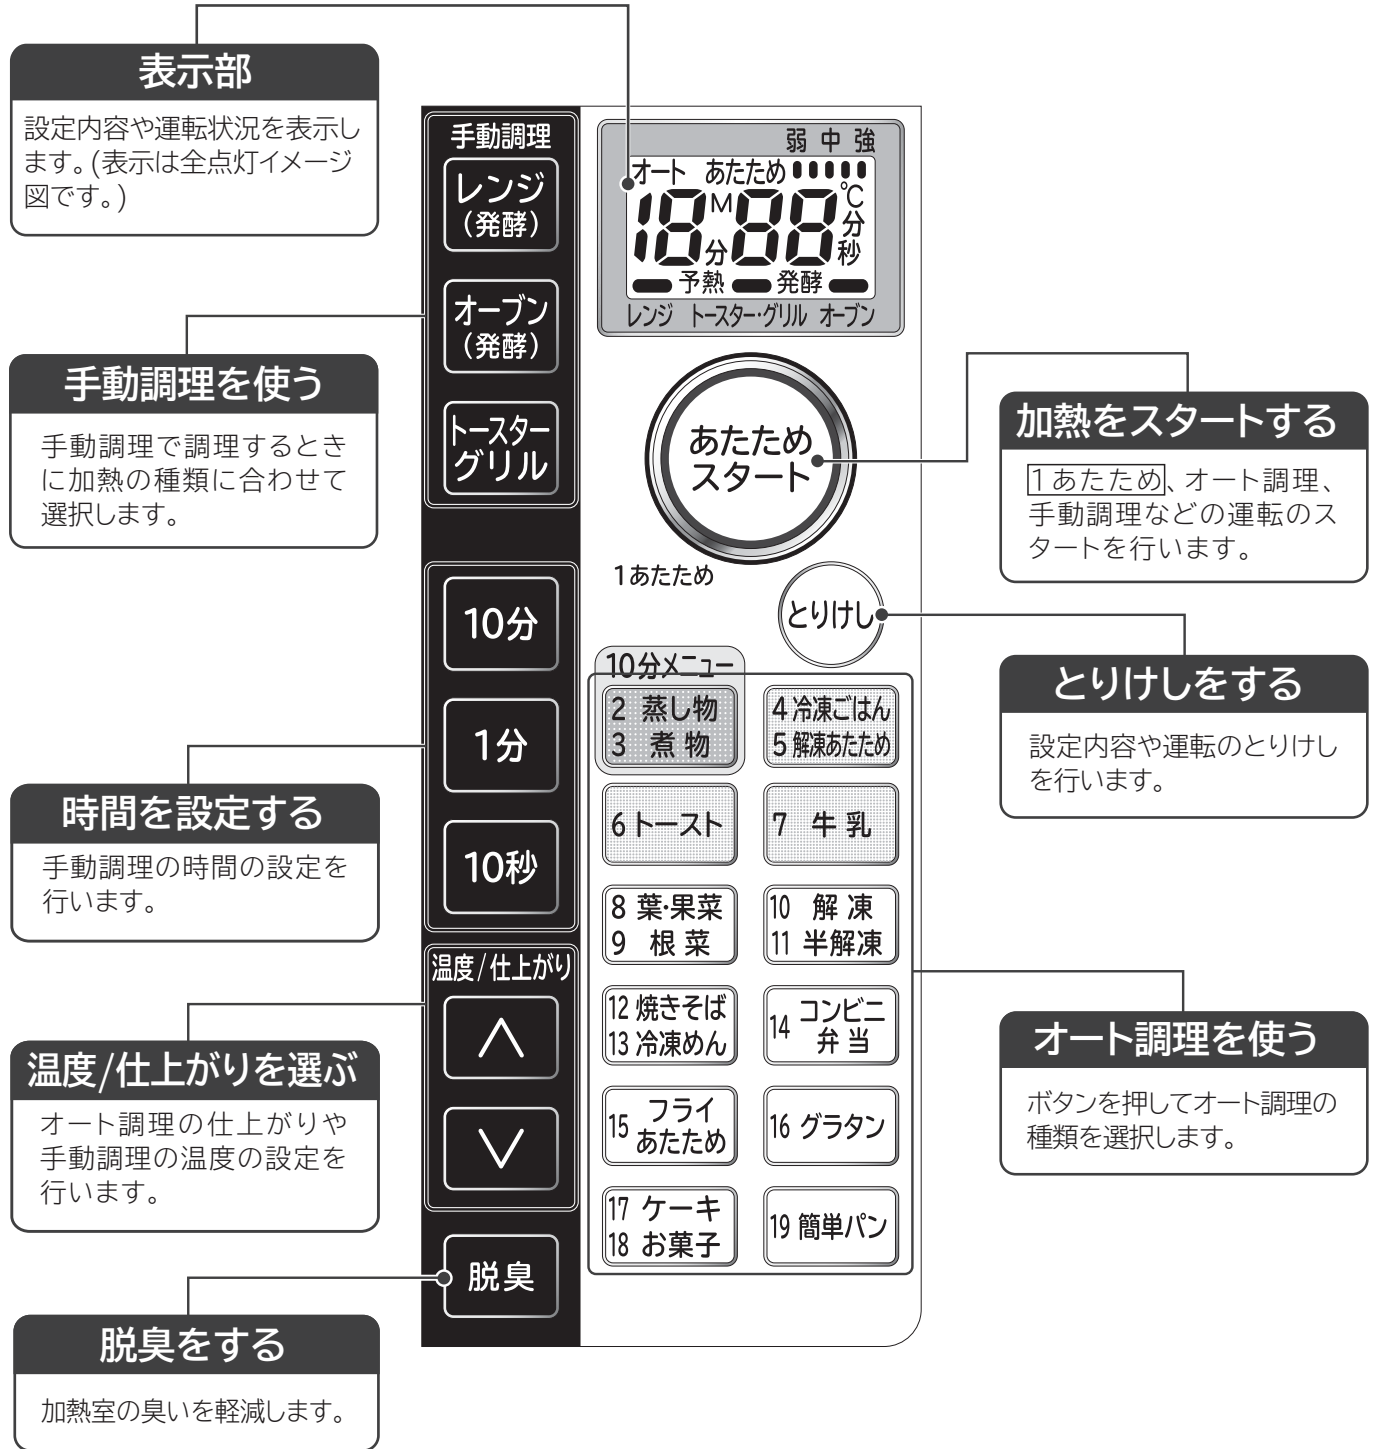 表示部
設定内容や運転状況を表示し
ます。(表示は全点灯イメージ
図です。)
手動調理を使う
手動調理で調理するとき
に加熱の種類に合わせて
選択します。
時間を設定する
手動調理の時間の設定を
行います。
温度/仕上がりを選ぶ
オート調理の仕上がりや
手動調理の温度の設定を
行います。
脱臭をする
加熱室の臭いを軽減します。
手動調理
レンジ
(発酵)
オーブン
(発酵)
トースター
グリル
10分
1分
10秒
温度/仕上がり
脱臭
弱 中 強
オート あたため
18 M 88 ℃
分 分
秒
予熱 発酵
レンジ トースター・グリル オーブン
あたため
スタート
1あたため
とりけし
10分メニュー
2 蒸し物
3 煮物
4 冷凍ごはん
5 解凍あたため
6 トースト
7 牛乳
8 葉・果菜
9 根菜
10 解凍
11 半解凍
12 焼きそば
13 冷凍めん
14 コンビニ
弁当
15 フライ
あたため
16 グラタン
17 ケーキ
18 お菓子
19 簡単パン
加熱をスタートする
1あたため、オート調理、
手動調理などの運転のス
タートを行います。
とりけしをする
設定内容や運転のとりけし
を行います。
オート調理を使う
ボタンを押してオート調理の
種類を選択します。